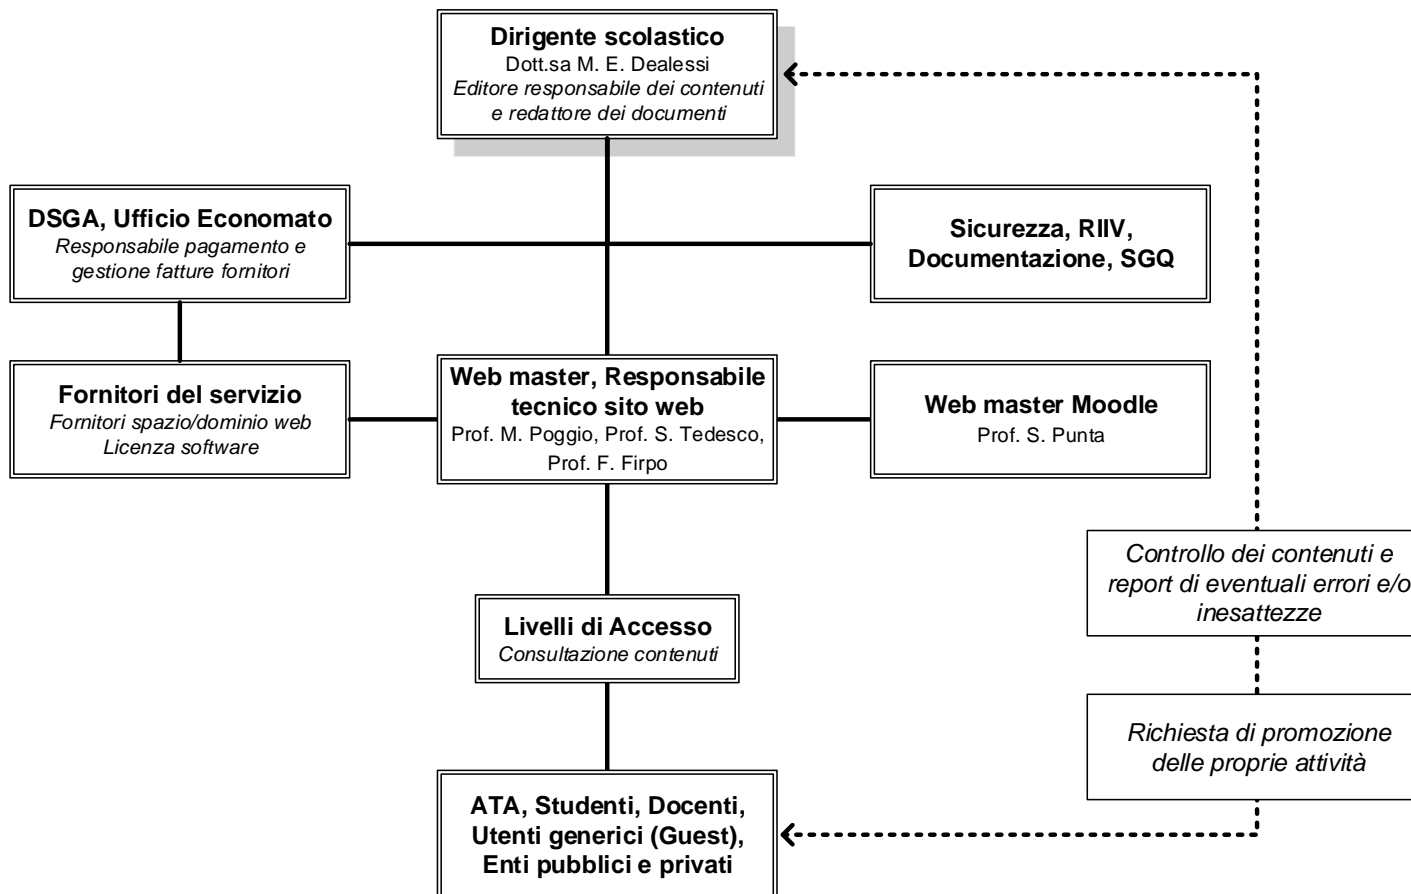 Dirigente scolastico
Dott.sa M. E. Dealessi
Editore responsabile dei contenuti
e redattore dei documenti
DSGA, Ufficio Economato
Responsabile pagamento e
gestione fatture fornitori
Sicurezza, RIIV,
Documentazione, SGQ
Fornitori del servizio
Fornitori spazio/dominio web
Licenza software
Web master, Responsabile
tecnico sito web
Prof. M. Poggio, Prof. S. Tedesco,
Prof. F. Firpo
Web master Moodle
Prof. S. Punta
Controllo dei contenuti e
report di eventuali errori e/o
inesattezze
Livelli di Accesso
Consultazione contenuti
Richiesta di promozione
delle proprie attività
ATA, Studenti, Docenti,
Utenti generici (Guest),
Enti pubblici e privati